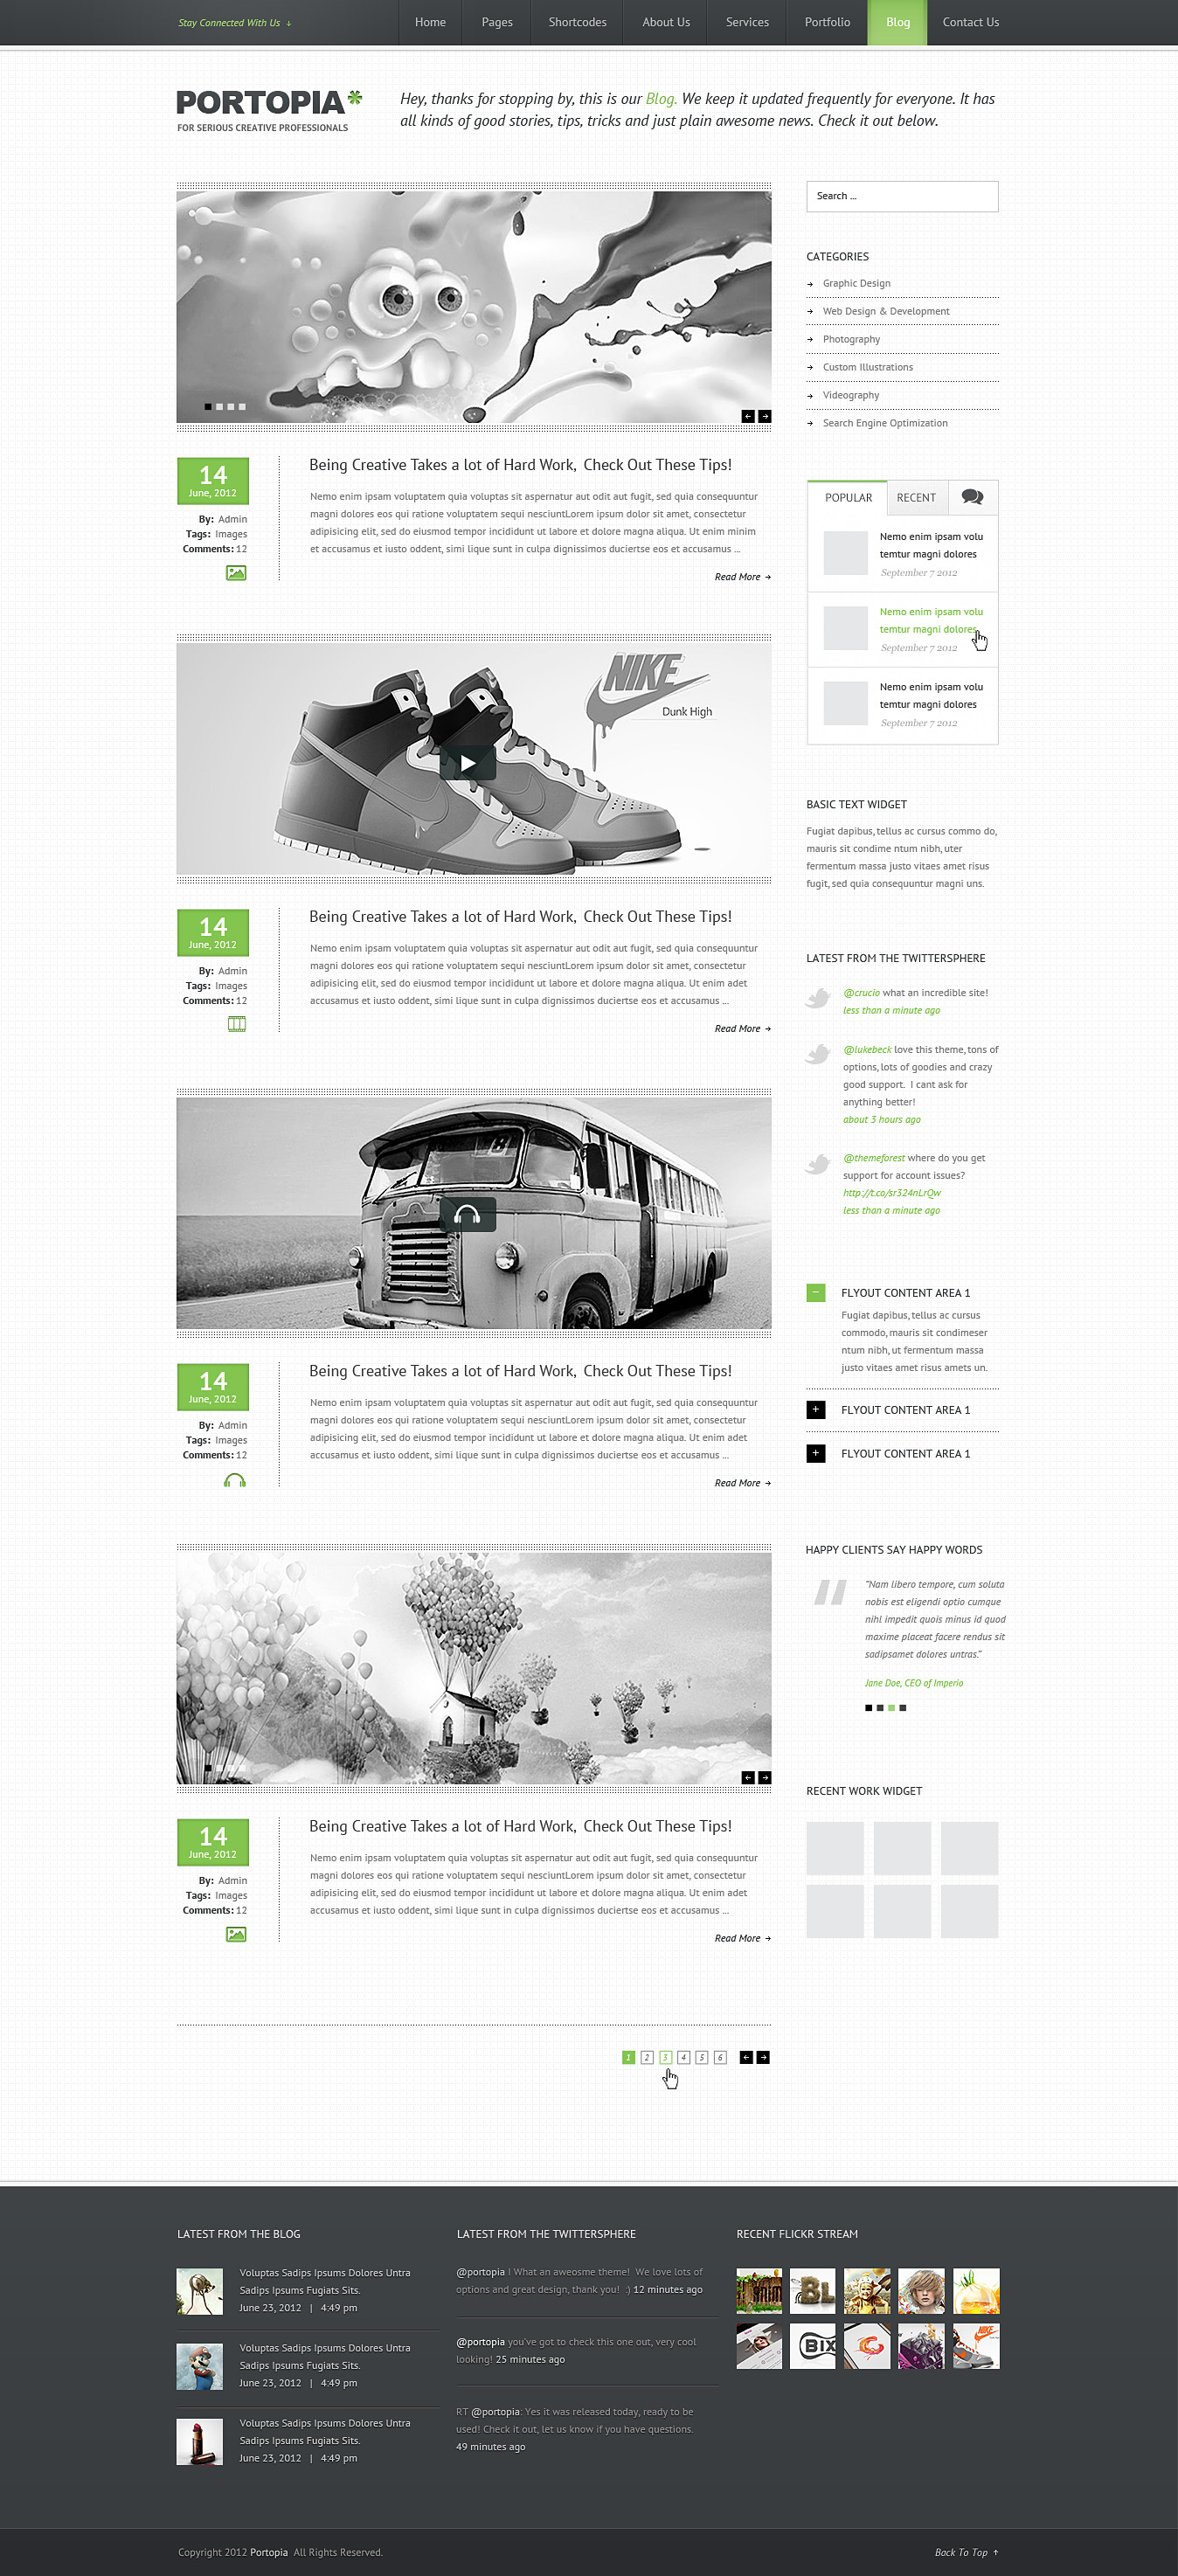 Stay Connected With Us ↓
Home
Pages
Shortcodes
About Us
Services
Portfolio
Blog
Contact Us
PORTOPIA*
FOR SERIOUS CREATIVE PROFESSIONALS
Hey, thanks for stopping by, this is our Blog. We keep it updated frequently for everyone. It has
all kinds of good stories, tips, tricks and just plain awesome news. Check it out below.
14
June, 2012
By: Admin
Tags: Images
Comments: 12
Being Creative Takes a lot of Hard Work, Check Out These Tips!
Nemo enim ipsam voluptatem quia voluptas sit aspernatur aut odit aut fugit, sed quia consequuntur
magni dolores eos qui ratione voluptatem sequi nesciuntLorem ipsum dolor sit amet, consectetur
adipisicing elit, sed do eiusmod tempor incididunt ut labore et dolore magna aliqua. Ut enim minim
et accusamus et iusto oddent, simi lique sunt in culpa dignissimos duciertse eos et accusamus ...
Read More →
NIKE
Dunk High
14
June, 2012
By: Admin
Tags: Images
Comments: 12
Being Creative Takes a lot of Hard Work, Check Out These Tips!
Nemo enim ipsam voluptatem quia voluptas sit aspernatur aut odit aut fugit, sed quia consequuntur
magni dolores eos qui ratione voluptatem sequi nesciuntLorem ipsum dolor sit amet, consectetur
adipisicing elit, sed do eiusmod tempor incididunt ut labore et dolore magna aliqua. Ut enim adet
accusamus et iusto oddent, simi lique sunt in culpa dignissimos duciertse eos et accusamus ...
Read More →
14
June, 2012
By: Admin
Tags: Images
Comments: 12
Being Creative Takes a lot of Hard Work, Check Out These Tips!
Nemo enim ipsam voluptatem quia voluptas sit aspernatur aut odit aut fugit, sed quia consequuntur
magni dolores eos qui ratione voluptatem sequi nesciuntLorem ipsum dolor sit amet, consectetur
adipisicing elit, sed do eiusmod tempor incididunt ut labore et dolore magna aliqua. Ut enim adet
accusamus et iusto oddent, simi lique sunt in culpa dignissimos duciertse eos et accusamus ...
Read More →
14
June, 2012
By: Admin
Tags: Images
Comments: 12
Being Creative Takes a lot of Hard Work, Check Out These Tips!
Nemo enim ipsam voluptatem quia voluptas sit aspernatur aut odit aut fugit, sed quia consequuntur
magni dolores eos qui ratione voluptatem sequi nesciuntLorem ipsum dolor sit amet, consectetur
adipisicing elit, sed do eiusmod tempor incididunt ut labore et dolore magna aliqua. Ut enim adet
accusamus et iusto oddent, simi lique sunt in culpa dignissimos duciertse eos et accusamus ...
Read More →
1 2 3 4 5 6
Search ...
CATEGORIES
Graphic Design
Web Design & Development
Photography
Custom Illustrations
Videography
Search Engine Optimization
POPULAR
RECENT
Nemo enim ipsam volu
temtur magni dolores
September 7 2012
Nemo enim ipsam volu
temtur magni dolores
September 7 2012
Nemo enim ipsam volu
temtur magni dolores
September 7 2012
BASIC TEXT WIDGET
Fugiat dapibus, tellus ac cursus commo do,
mauris sit condime ntum nibh, uter
fermentum massa justo vitaes amet risus
fugit, sed quia consequuntur magni uns.
LATEST FROM THE TWITTERSPHERE
@crucio what an incredible site!
less than a minute ago
@lukebeck love this theme, tons of
options, lots of goodies and crazy
good support. I cant ask for
anything better!
about 3 hours ago
@themeforest where do you get
support for account issues?
http://t.co/sr324nLrQw
less than a minute ago
FLYOUT CONTENT AREA 1
Fugiat dapibus, tellus ac cursus
commodo, mauris sit condimeser
ntum nibh, ut fermentum massa
justo vitaes amet risus amets un.
FLYOUT CONTENT AREA 1
FLYOUT CONTENT AREA 1
HAPPY CLIENTS SAY HAPPY WORDS
"Nam libero tempore, cum soluta
nobis est eligendi optio cumque
nihl impedit quois minus id quod
maxime placeat facere rendus sit
sadipsamet dolores untras."
Jane Doe, CEO of Imperio
RECENT WORK WIDGET
LATEST FROM THE BLOG
Voluptas Sadips Ipsums Dolores Untra
Sadips Ipsums Fugiats Sits.
June 23, 2012 | 4:49 pm
Voluptas Sadips Ipsums Dolores Untra
Sadips Ipsums Fugiats Sits.
June 23, 2012 | 4:49 pm
Voluptas Sadips Ipsums Dolores Untra
Sadips Ipsums Fugiats Sits.
June 23, 2012 | 4:49 pm
LATEST FROM THE TWITTERSPHERE
@portopia I What an aweosme theme! We love lots of
options and great design, thank you! :) 12 minutes ago
@portopia you've got to check this one out, very cool
looking! 25 minutes ago
RT @portopia: Yes it was released today, ready to be
used! Check it out, let us know if you have questions.
49 minutes ago
RECENT FLICKR STREAM
BL
BIX
Copyright 2012 Portopia All Rights Reserved.
Back To Top ↑